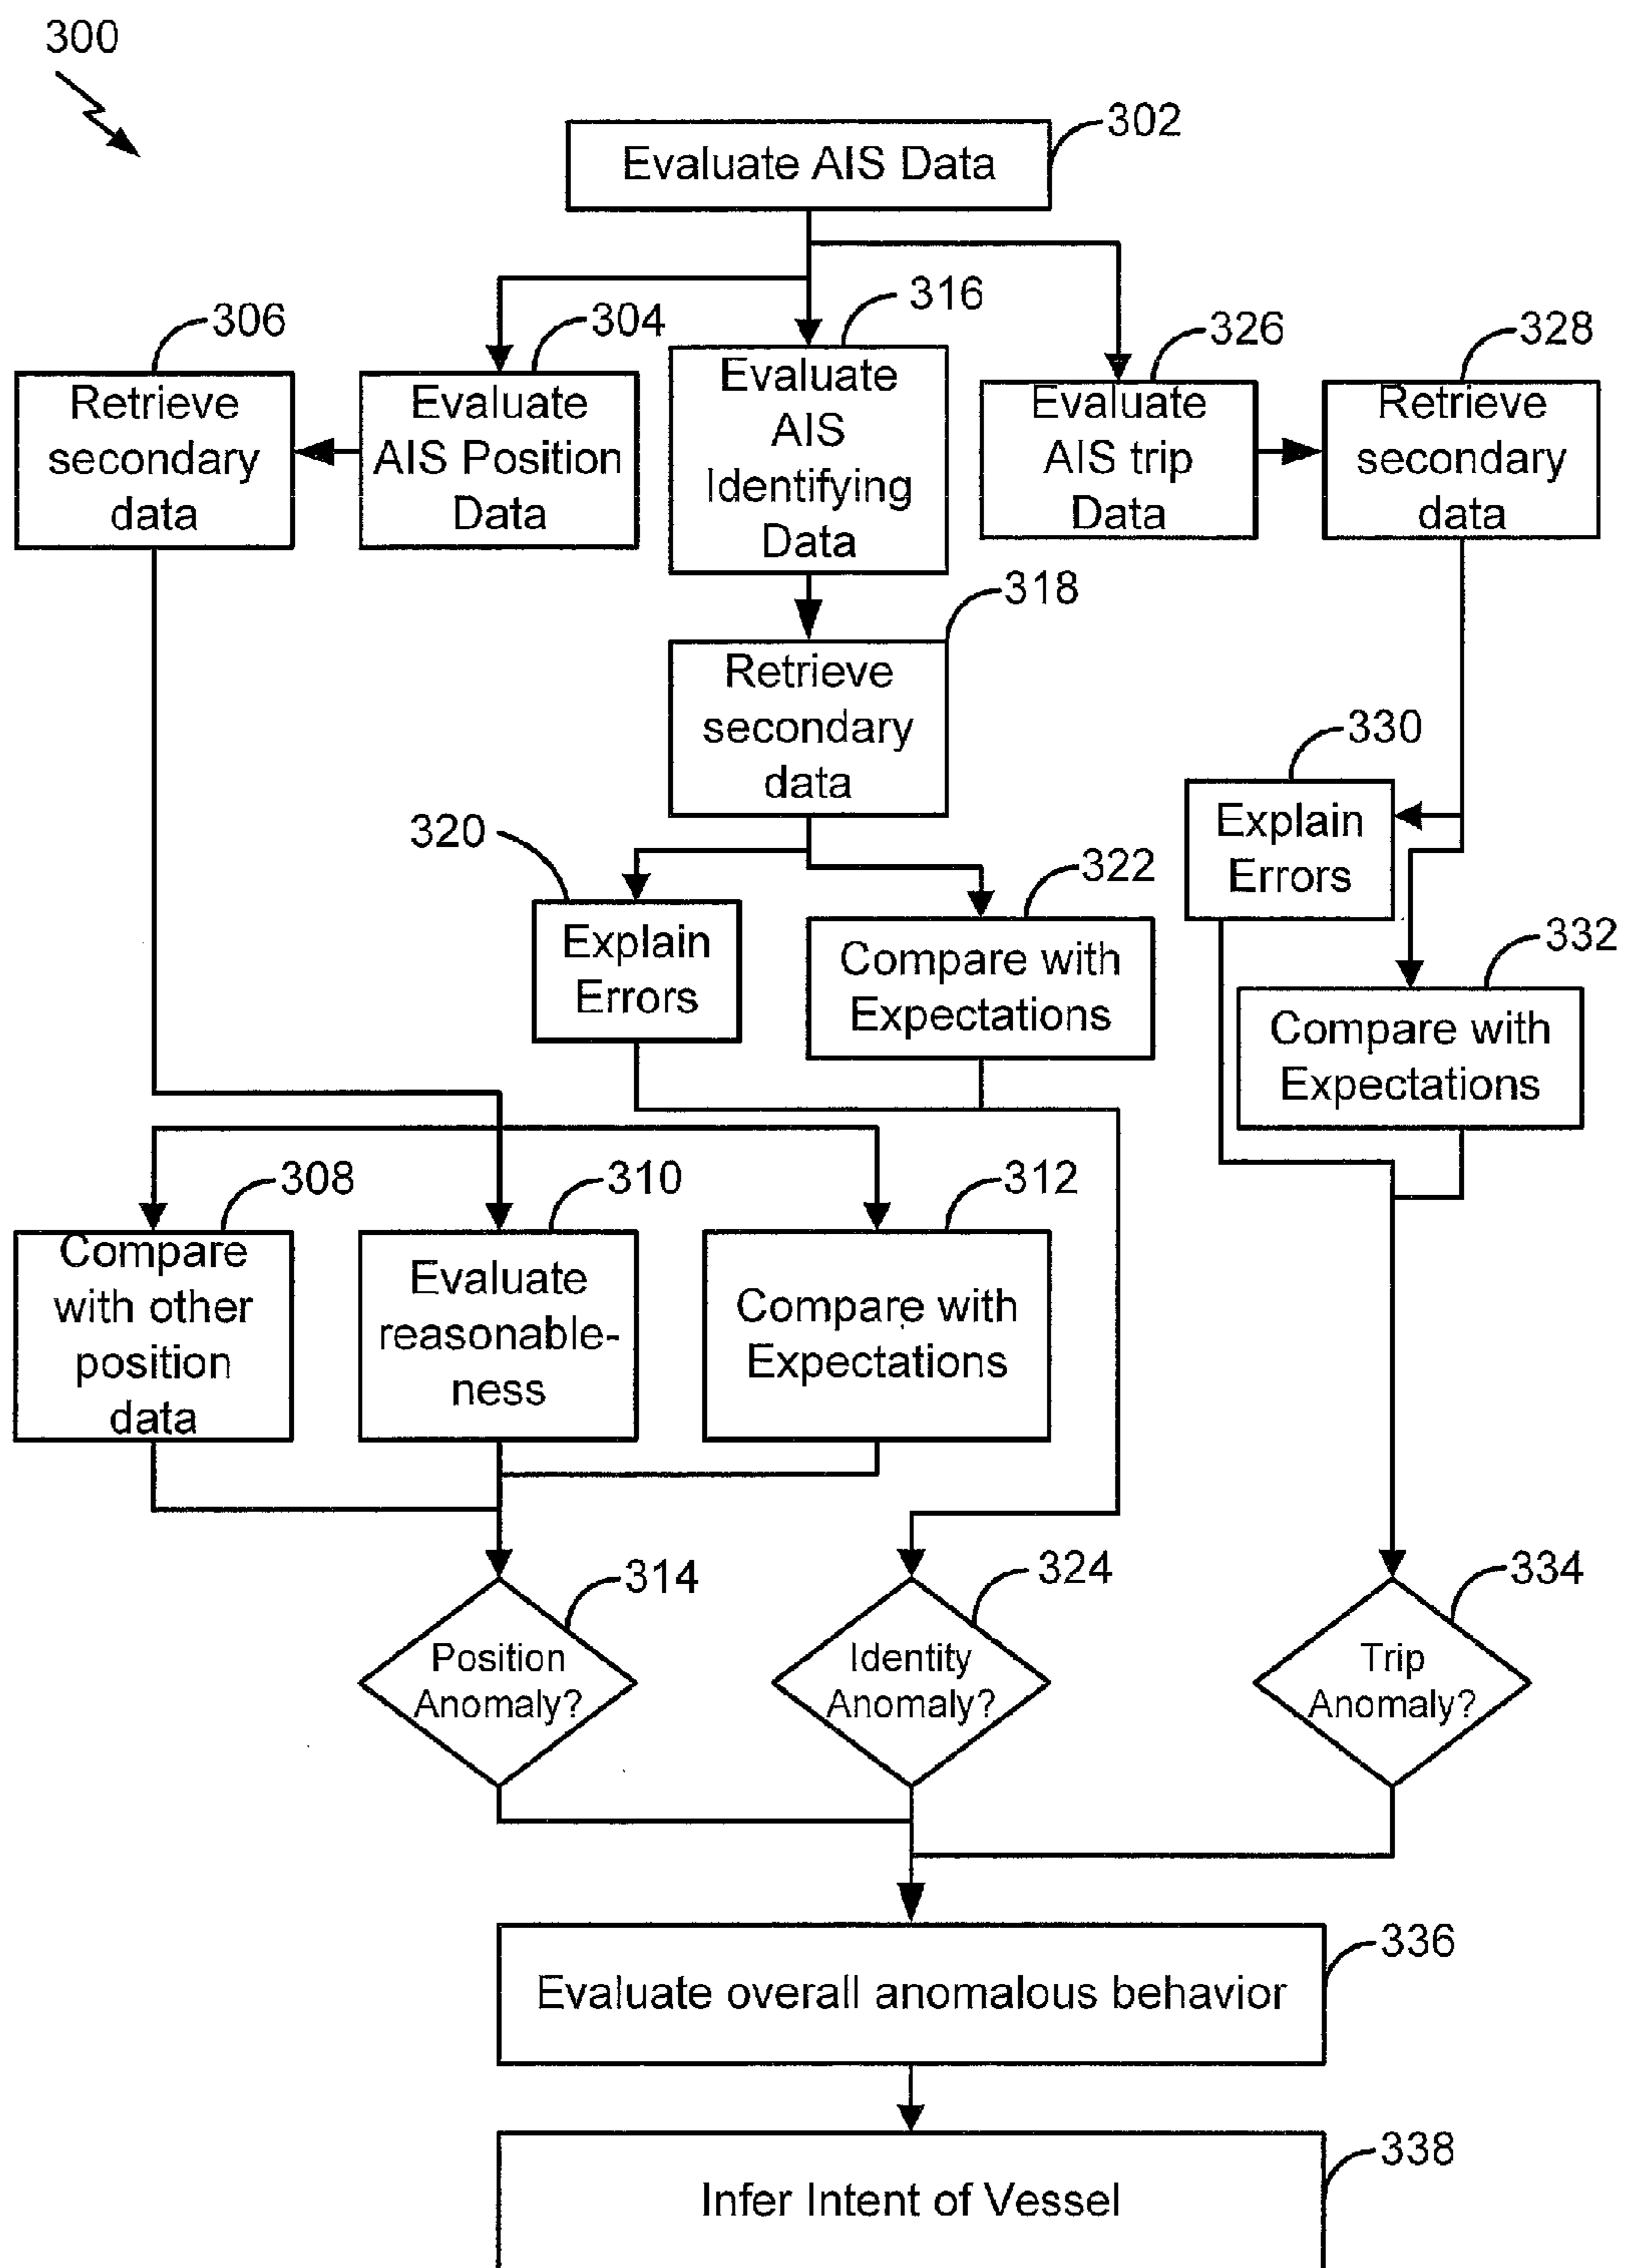 300
302
Evaluate AIS Data
316
306
304
326
328
Retrieve
secondary
data
Evaluate
AIS Position
Data
Evaluate
AIS
Identifying
Data
Evaluate
AIS trip
Data
Retrieve
secondary
data
318
Retrieve
secondary
data
330
Explain
Errors
320
322
Explain
Errors
Compare with
Expectations
332
Compare with
Expectations
308
310
312
Compare
with other
position
data
Evaluate
reasonable-
ness
Compare with
Expectations
314
324
334
Position
Anomaly?
Identity
Anomaly?
Trip
Anomaly?
336
Evaluate overall anomalous behavior
338
Infer Intent of Vessel